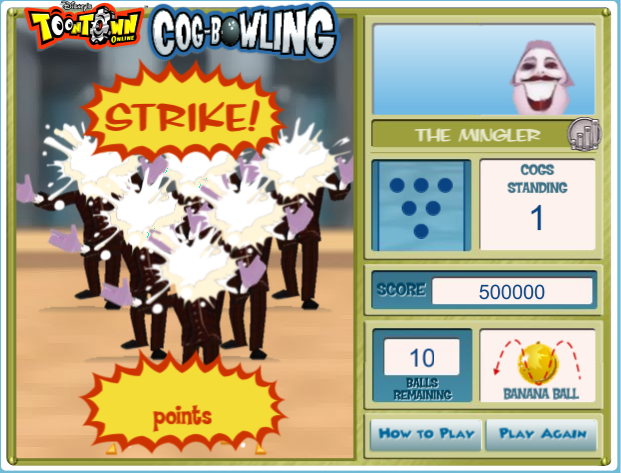 Disney's
TOONTOWN
ONLINE
COG-BOWLING
STRIKE!
THE MINGLER
COGS
STANDING
1
SCORE 500000
10
BALLS
REMAINING
BANANA BALL
points
HOW TO PLAY
PLAY AGAIN